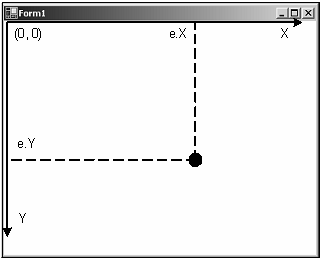 Form1
(0, 0) e.X X
e.Y
Y